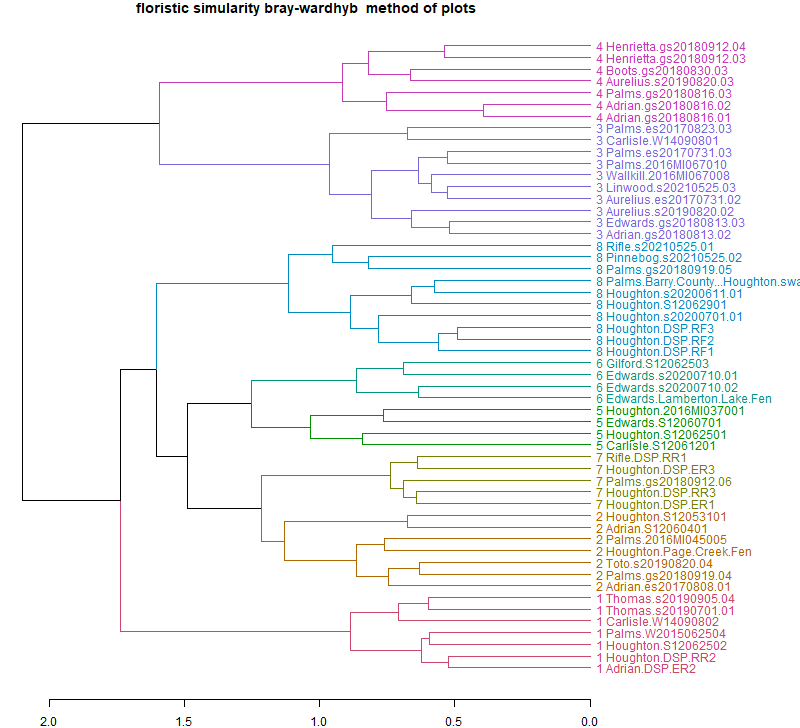 floristic simularity bray-wardhyb method of plots
4 Henrietta.gs20180912.04
4 Henrietta.gs20180912.03
4 Boots.gs20180830.03
4 Aurelius.s20190820.03
4 Palms.gs20180816.03
4 Adrian.gs20180816.02
4 Adrian.gs20180816.01
3 Palms.es20170823.03
3 Carlisle.W14090801
3 Palms.es20170731.03
3 Palms.2016MI067010
3 Wallkill.2016MI067008
3 Linwood.s20210525.03
3 Aurelius.es20170731.02
3 Aurelius.s20190820.02
3 Edwards.gs20180813.03
3 Adrian.gs20180813.02
8 Rifle.s20210525.01
8 Pinnebog.s20210525.02
8 Palms.gs20180919.05
8 Palms.Barry.County...Houghton.swa
8 Houghton.s20200611.01
8 Houghton.S12062901
8 Houghton.s20200701.01
8 Houghton.DSP.RF3
8 Houghton.DSP.RF2
8 Houghton.DSP.RF1
6 Gilford.S12062503
6 Edwards.s20200710.01
6 Edwards.s20200710.02
6 Edwards.Lamberton.Lake.Fen
5 Houghton.2016MI037001
5 Edwards.S12060701
5 Houghton.S12062501
5 Carlisle.S12061201
7 Rifle.DSP.RR1
7 Houghton.DSP.ER3
7 Palms.gs20180912.06
7 Houghton.DSP.RR3
7 Houghton.DSP.ER1
2 Houghton.S12053101
2 Adrian.S12060401
2 Palms.2016MI045005
2 Houghton.Page.Creek.Fen
2 Toto.s20190820.04
2 Palms.gs20180919.04
2 Adrian.es20170808.01
1 Thomas.s20190905.04
1 Thomas.s20190701.01
1 Carlisle.W14090802
1 Palms.W2015062504
1 Houghton.S12062502
1 Houghton.DSP.RR2
1 Adrian.DSP.ER2
2.0 1.5 1.0 0.5 0.0